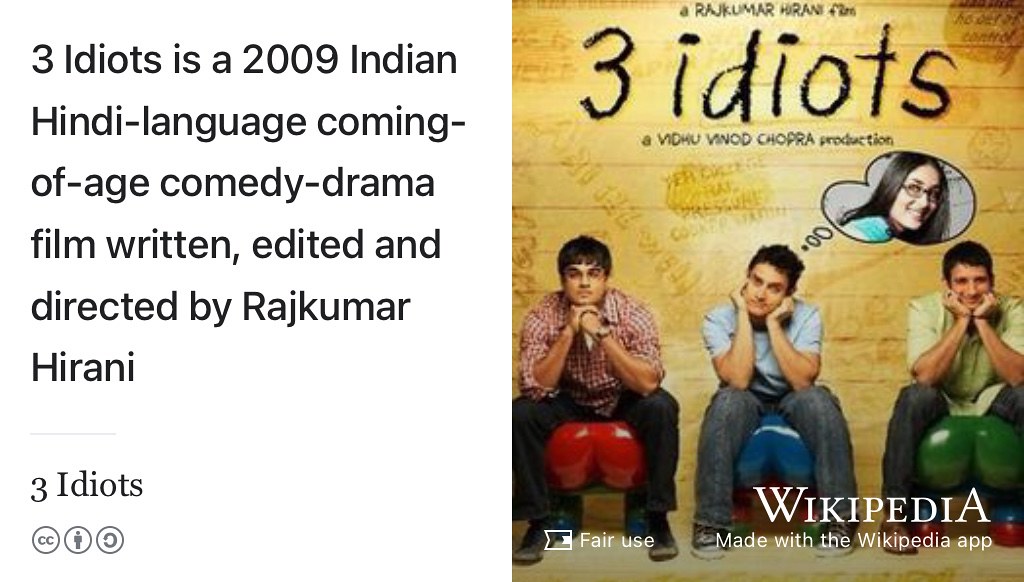 3 Idiots is a 2009 Indian
Hindi-language coming-
of-age comedy-drama
film written, edited and
directed by Rajkumar
Hirani
3 Idiots
cc
a RAJKUMAR HIRANI film
3 idiots
a VIDHU VINOD CHOPRA production
WIKIPEDIA
Fair use
Made with the Wikipedia app